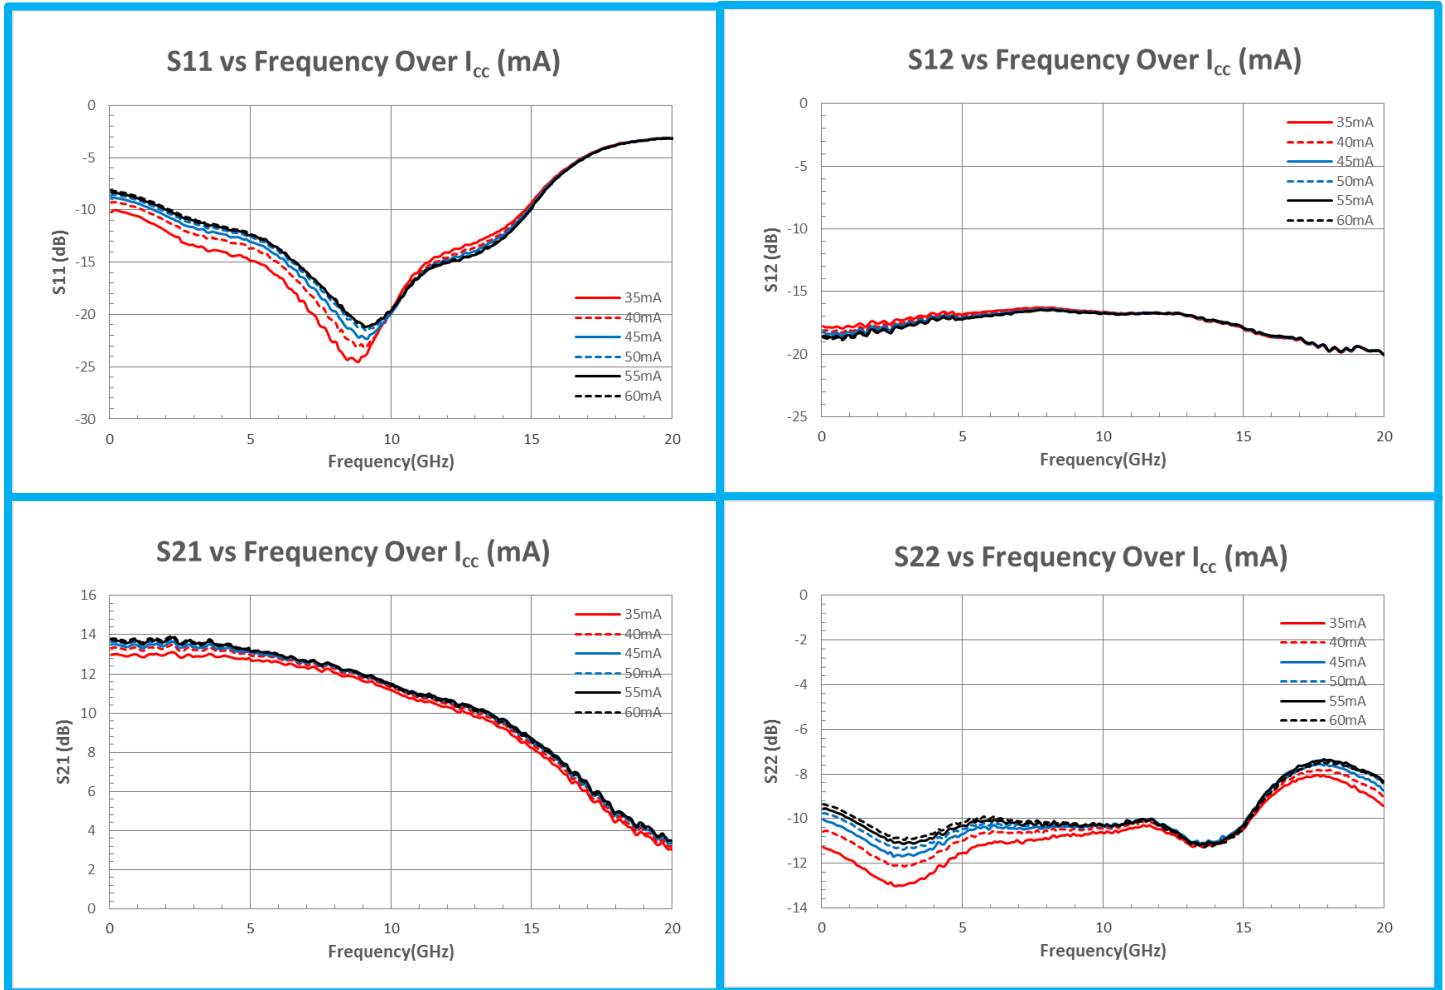 S11 vs Frequency Over Icc (mA)
0
-5
-10
-15
-20
-25
-30
S11 (dB)
35mA
40mA
45mA
50mA
55mA
60mA
0 5 10 15 20
Frequency(GHz)
S12 vs Frequency Over Icc (mA)
0
-5
-10
-15
-20
-25
S12 (dB)
35mA
40mA
45mA
50mA
55mA
60mA
0 5 10 15 20
Frequency(GHz)
S21 vs Frequency Over Icc (mA)
16
14
12
10
8
6
4
2
0
S21 (dB)
35mA
40mA
45mA
50mA
55mA
60mA
0 5 10 15 20
Frequency(GHz)
S22 vs Frequency Over Icc (mA)
0
-2
-4
-6
-8
-10
-12
-14
S22 (dB)
35mA
40mA
45mA
50mA
55mA
60mA
0 5 10 15 20
Frequency(GHz)